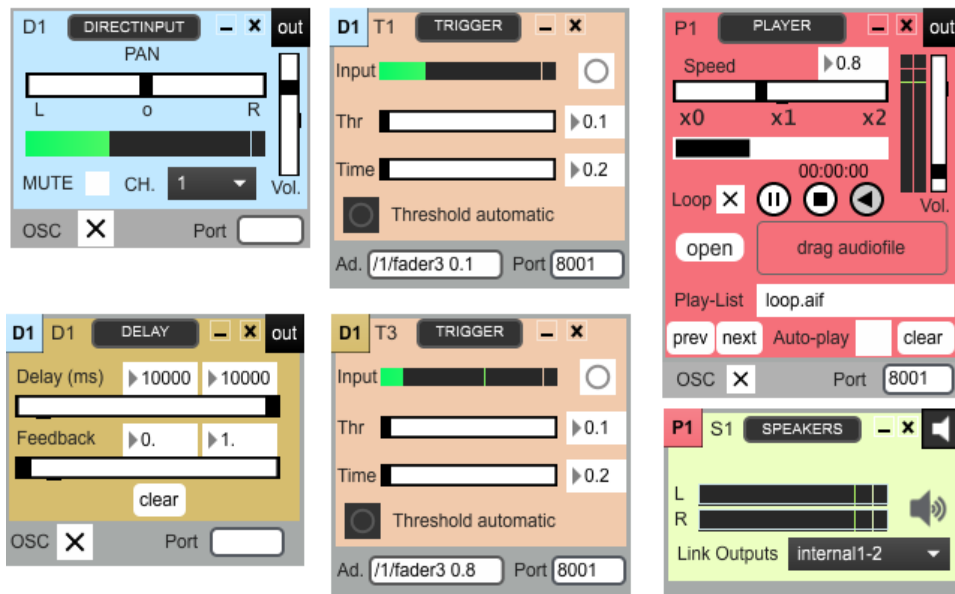 D1 DIRECTINPUT out
PAN
L o R
MUTE CH. 1 Vol.
OSC Port
D1 T1 TRIGGER
Input
Thr 0.1
Time 0.2
Threshold automatic
Ad. /1/fader3 0.1 Port 8001
P1 PLAYER out
Speed 0.8
x0 x1 x2
00:00:00
Loop Vol.
open drag audiofile
Play-List loop.aif
prev next Auto-play clear
OSC Port 8001
D1 D1 DELAY out
Delay (ms) 10000 10000
Feedback 0. 1.
clear
OSC Port
D1 T3 TRIGGER
Input
Thr 0.1
Time 0.2
Threshold automatic
Ad. /1/fader3 0.8 Port 8001
P1 S1 SPEAKERS
L
R
Link Outputs internal1-2